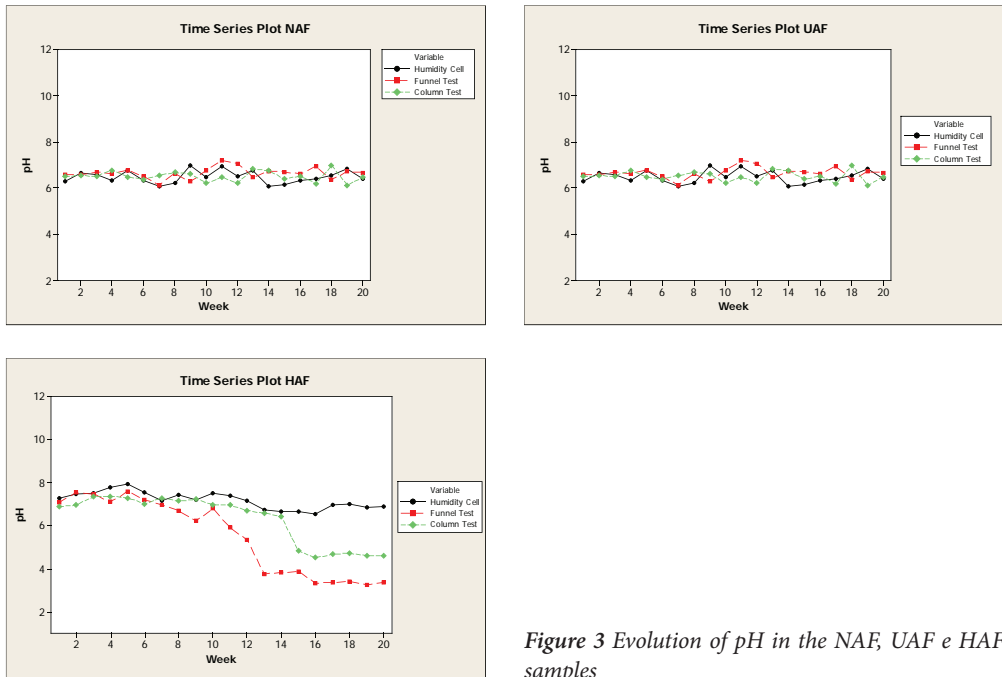 Time Series Plot NAF
12
10
8
6
4
2
pH
2 4 6 8 10 12 14 16 18 20
Week
Variable
Humidity Cell
Funnel Test
Column Test
Time Series Plot UAF
12
10
8
6
4
2
pH
2 4 6 8 10 12 14 16 18 20
Week
Variable
Humidity Cell
Funnel Test
Column Test
Time Series Plot HAF
12
10
8
6
4
2
pH
2 4 6 8 10 12 14 16 18 20
Week
Variable
Humidity Cell
Funnel Test
Column Test
Figure 3 Evolution of pH in the NAF, UAF e HAF
samples